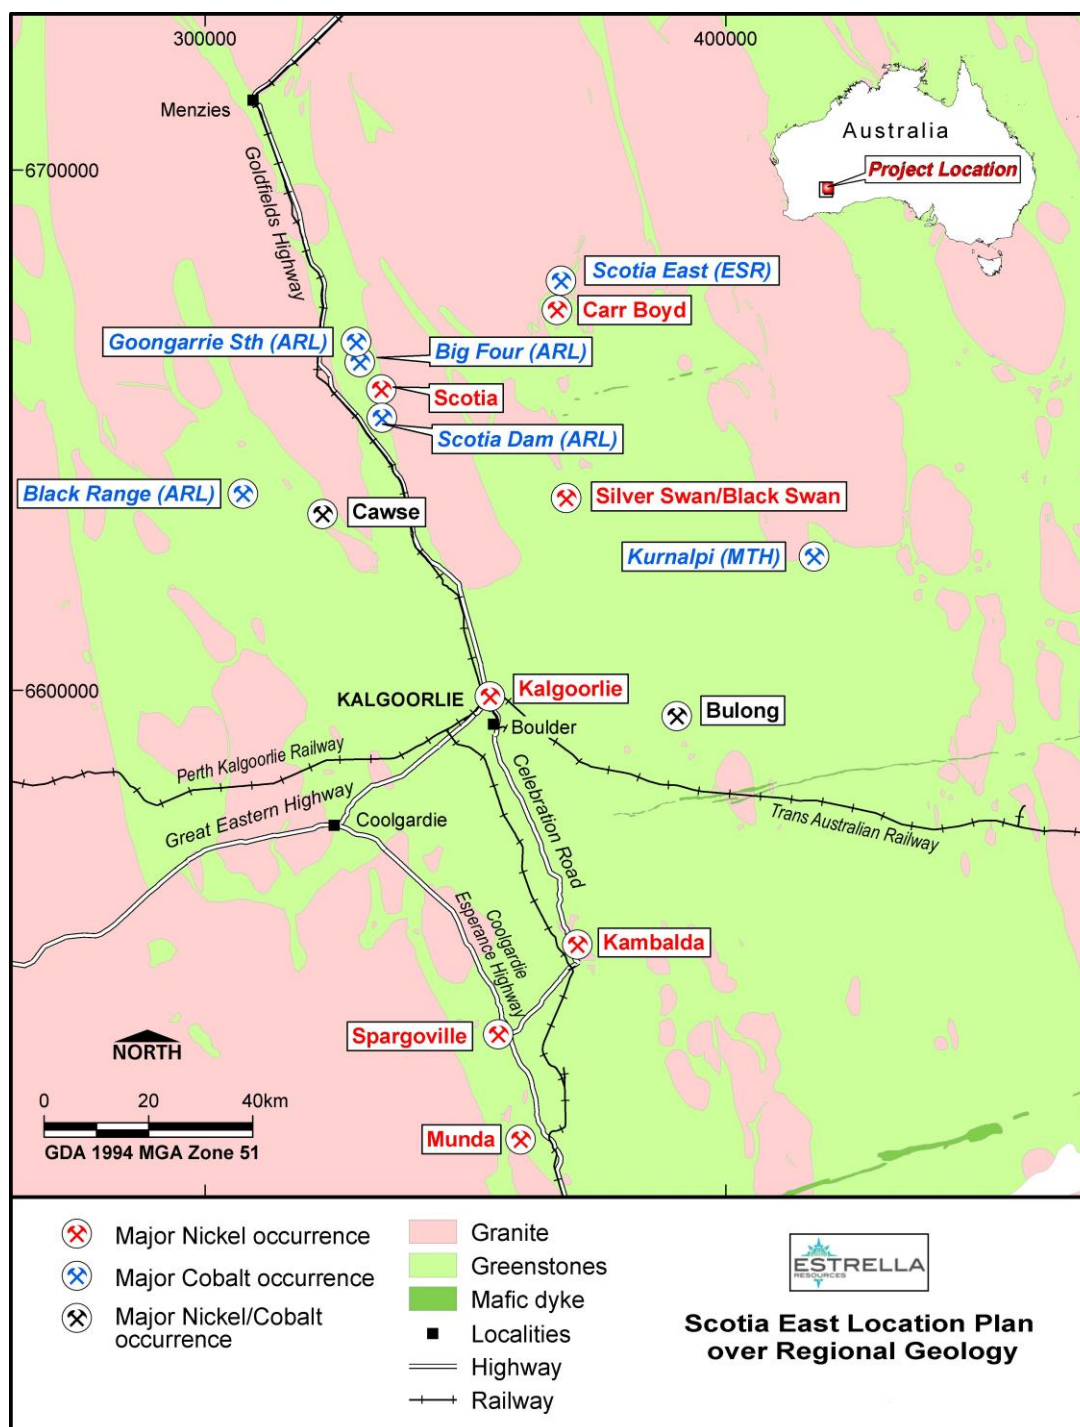 300000
400000
Menzies
Australia
Project Location
6700000
Goldfields Highway
Scotia East (ESR)
Carr Boyd
Goongarrie Sth (ARL)
Big Four (ARL)
Scotia
Scotia Dam (ARL)
Black Range (ARL)
Cawse
Silver Swan/Black Swan
Kurnalpi (MTH)
6600000
KALGOORLIE
Kalgoorlie
Boulder
Bulong
Perth Kalgoorlie Railway
Great Eastern Highway
Coolgardie
Celebration Road
Trans Australian Railway
Coolgardie
Esperance Highway
Kambalda
Spargoville
NORTH
0 20 40km
GDA 1994 MGA Zone 51
Munda
Major Nickel occurrence
Major Cobalt occurrence
Major Nickel/Cobalt
occurrence
Granite
Greenstones
Mafic dyke
Localities
Highway
Railway
ESTRELLA
RESOURCES
Scotia East Location Plan
over Regional Geology